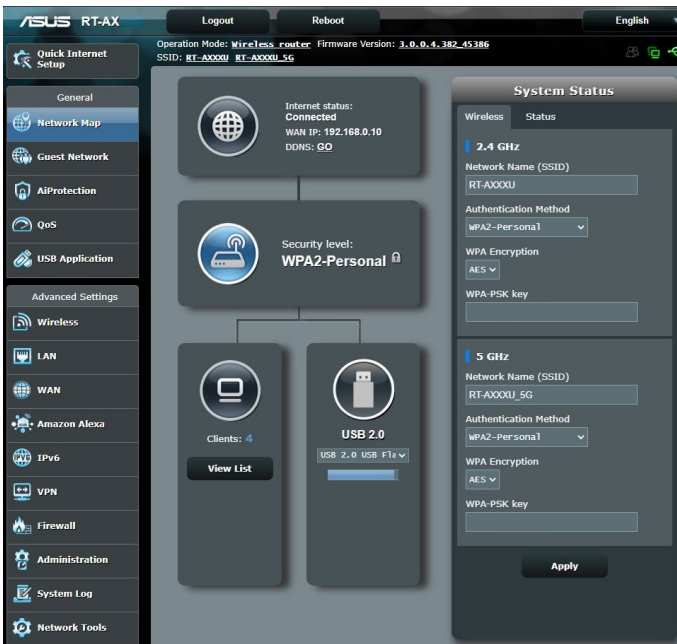 ASUS RT-AX
Logout
Reboot
English
Quick Internet
Setup
Operation Mode: Wireless router Firmware Version: 3.0.0.4.382_45386
SSID: RT-AXXXU RT-AXXXU_5G
General
Network Map
Guest Network
AiProtection
QoS
USB Application
Advanced Settings
Wireless
LAN
WAN
Amazon Alexa
IPv6
VPN
Firewall
Administration
System Log
Network Tools
Internet status:
Connected
WAN IP: 192.168.0.10
DDNS: GO
Security level:
WPA2-Personal
Clients: 4
View List
USB 2.0
USB 2.0 USB Fla
System Status
Wireless
Status
2.4 GHz
Network Name (SSID)
RT-AXXXU
Authentication Method
WPA2-Personal
WPA Encryption
AES
WPA-PSK key
5 GHz
Network Name (SSID)
RT-AXXXU_5G
Authentication Method
WPA2-Personal
WPA Encryption
AES
WPA-PSK key
Apply